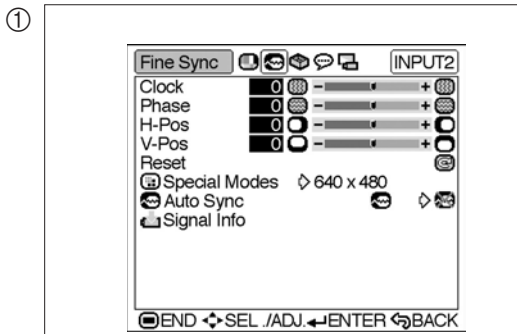 ①
Fine Sync INPUT2
Clock 0 − +
Phase 0 − +
H-Pos 0 − +
V-Pos 0 − +
Reset
Special Modes 640 x 480
Auto Sync
Signal Info
END SEL./ADJ. ENTER BACK